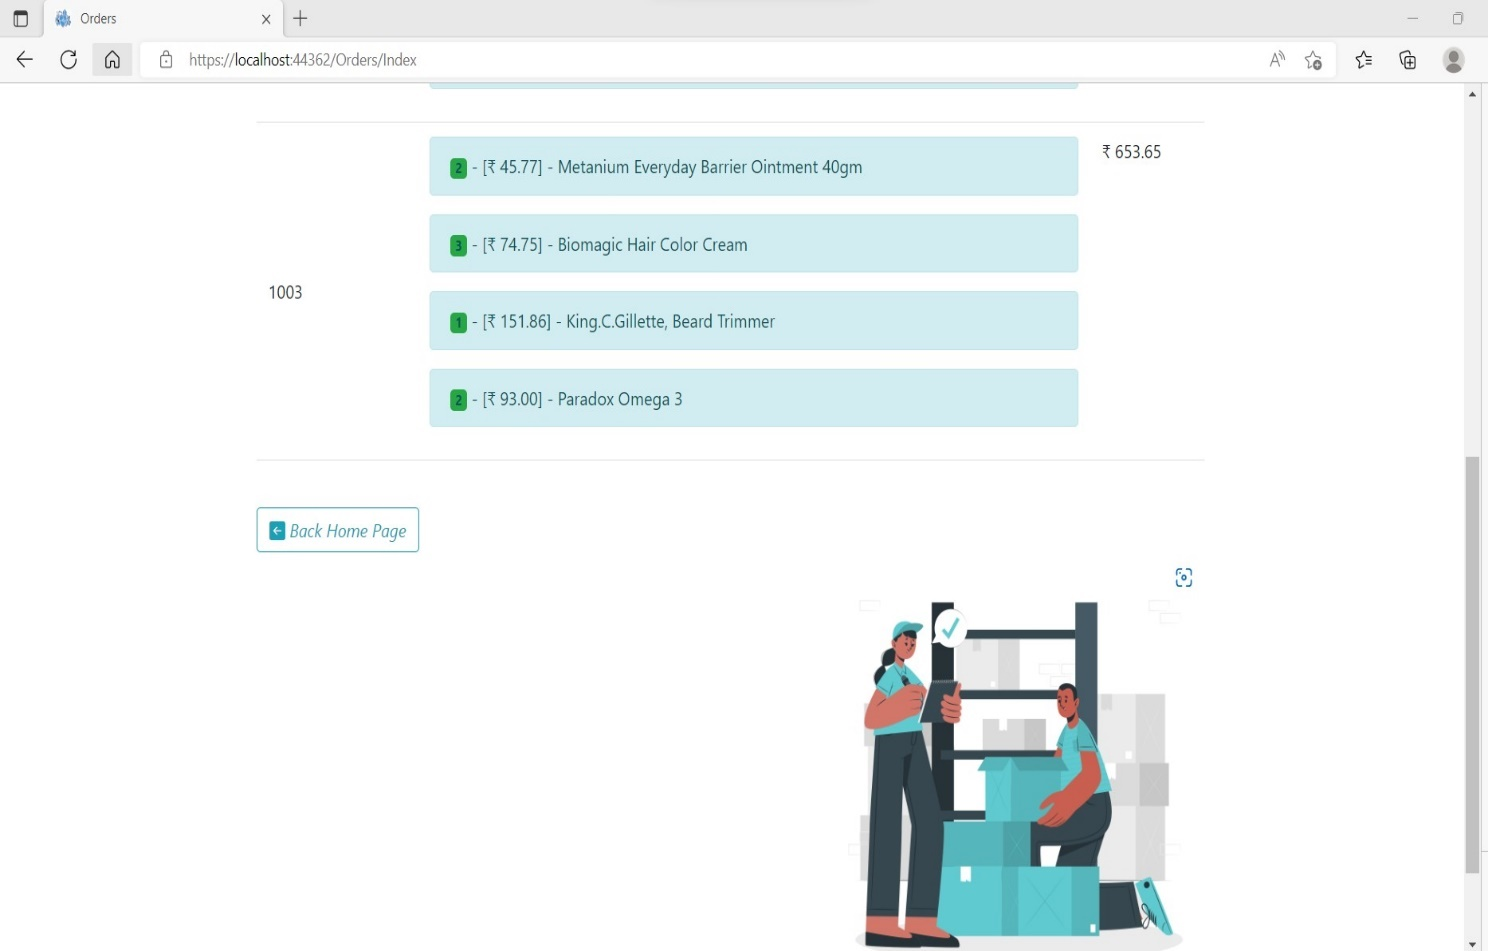 Orders
https://localhost:44362/Orders/Index
2 - [₹ 45.77] - Metanium Everyday Barrier Ointment 40gm
₹ 653.65
3 - [₹ 74.75] - Biomagic Hair Color Cream
1003
1 - [₹ 151.86] - King.C.Gillette, Beard Trimmer
2 - [₹ 93.00] - Paradox Omega 3
Back Home Page